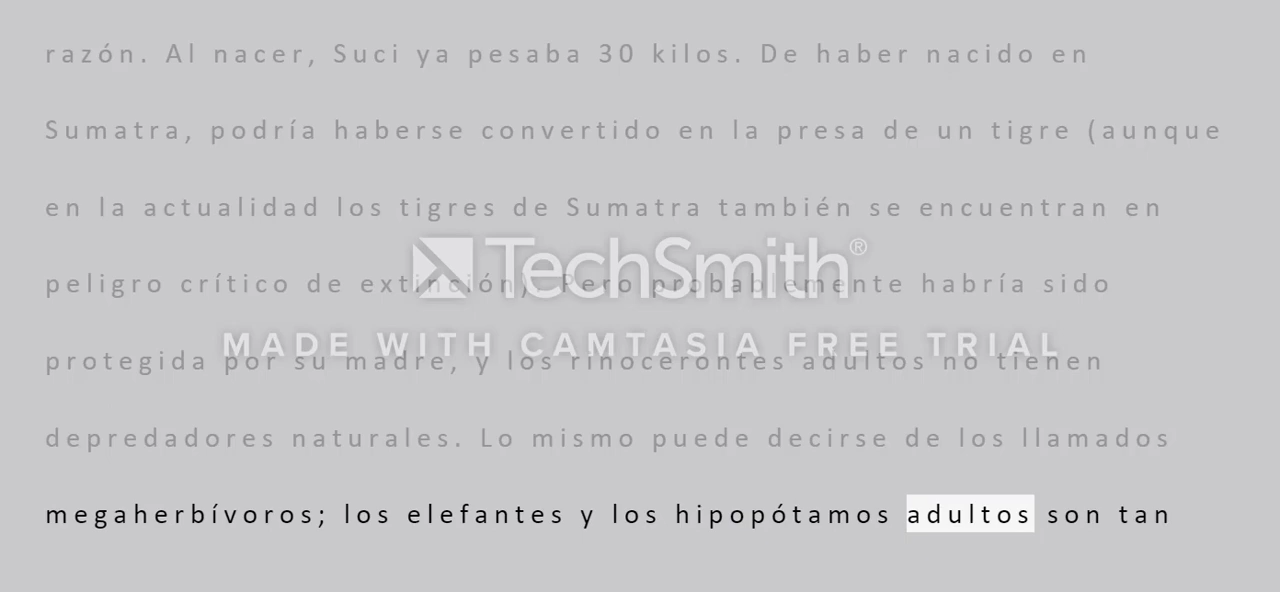 razón. Al nacer, Suci ya pesaba 30 kilos. De haber nacido en
Sumatra, podría haberse convertido en la presa de un tigre (aunque
en la actualidad los tigres de Sumatra también se encuentran en
TechSmith®
peligro crítico de extinción). Pero probablemente habría sido
MADE WITH CAMTASIA FREE TRIAL
protegida por su madre, y los rinocerontes adultos no tienen
depredadores naturales. Lo mismo puede decirse de los llamados
megaherbívoros; los elefantes y los hipopótamos adultos son tan